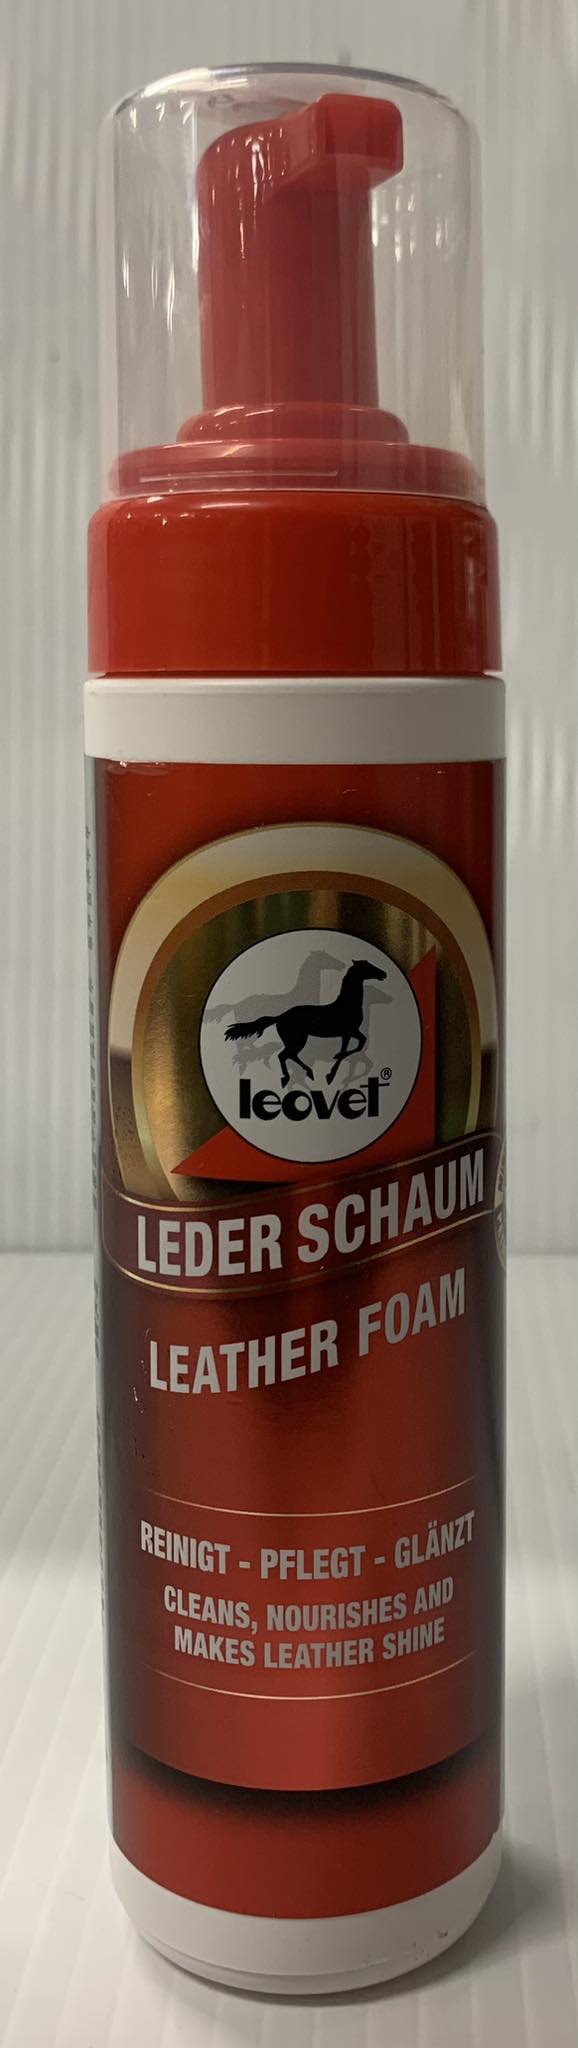 leovet®
LEDER SCHAUM
LEATHER FOAM
REINIGT - PFLEGT - GLÄNZT
CLEANS, NOURISHES AND
MAKES LEATHER SHINE